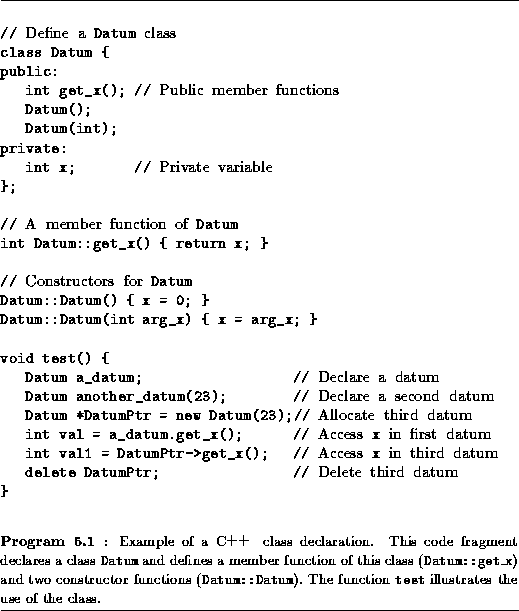 // Define a Datum class
class Datum {
public:
   int get_x(); // Public member functions
   Datum();
   Datum(int);
private:
   int x;       // Private variable
};

// A member function of Datum
int Datum::get_x() { return x; }

// Constructors for Datum
Datum::Datum() { x = 0; }
Datum::Datum(int arg_x) { x = arg_x; }

void test() {
   Datum a_datum;                  // Declare a datum
   Datum another_datum(23);        // Declare a second datum
   Datum *DatumPtr = new Datum(23);// Allocate third datum
   int val = a_datum.get_x();      // Access x in first datum
   int val1 = DatumPtr->get_x();   // Access x in third datum
   delete DatumPtr;                // Delete third datum
}

Program 5.1 : Example of a C++ class declaration. This code fragment
declares a class Datum and defines a member function of this class (Datum::get_x)
and two constructor functions (Datum::Datum). The function test illustrates the
use of the class.